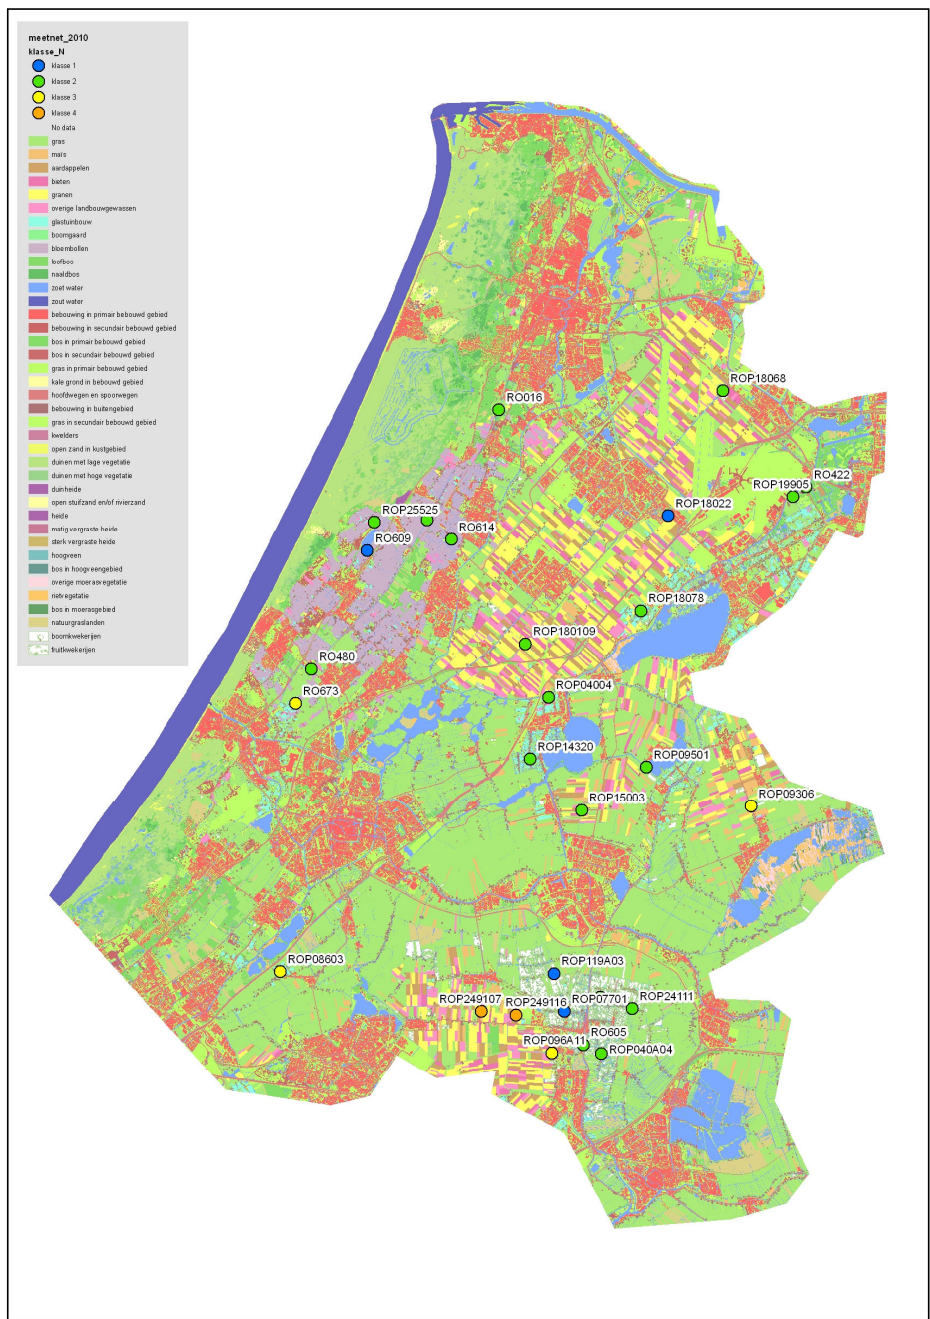 meetnet_2010
klasse_N
klasse 1
klasse 2
klasse 3
klasse 4
No data
gras
maïs
aardappelen
bieten
granen
overige landbouwgewassen
glastuinbouw
boomgaard
bloembollen
loofbos
naaldbos
zoet water
zout water
bebouwing in primair bebouwd gebied
bebouwing in secundair bebouwd gebied
bos in primair bebouwd gebied
bos in secundair bebouwd gebied
gras in primair bebouwd gebied
kale grond in bebouwd gebied
hoofdwegen en spoorwegen
bebouwing in buitengebied
gras in secundair bebouwd gebied
kwelders
open zand in kustgebied
duinen met lage vegetatie
duinen met hoge vegetatie
duinheide
open stuifzand en/of rivierzand
heide
matig vergraste heide
sterk vergraste heide
hoogveen
bos in hoogveengebied
overige moerasvegetatie
rietvegetatie
bos in moerasgebied
natuurgraslanden
boomkwekerijen
fruitkwekerijen
ROP18068
RO016
RO422
ROP19905
ROP18022
ROP25525
RO614
RO609
ROP18078
ROP180109
RO480
ROP04004
RO673
ROP14320
ROP09501
ROP15003
ROP09306
ROP08603
ROP119A03
ROP249107
ROP249116
ROP07701
ROP24111
RO605
ROP096A11
ROP040A04